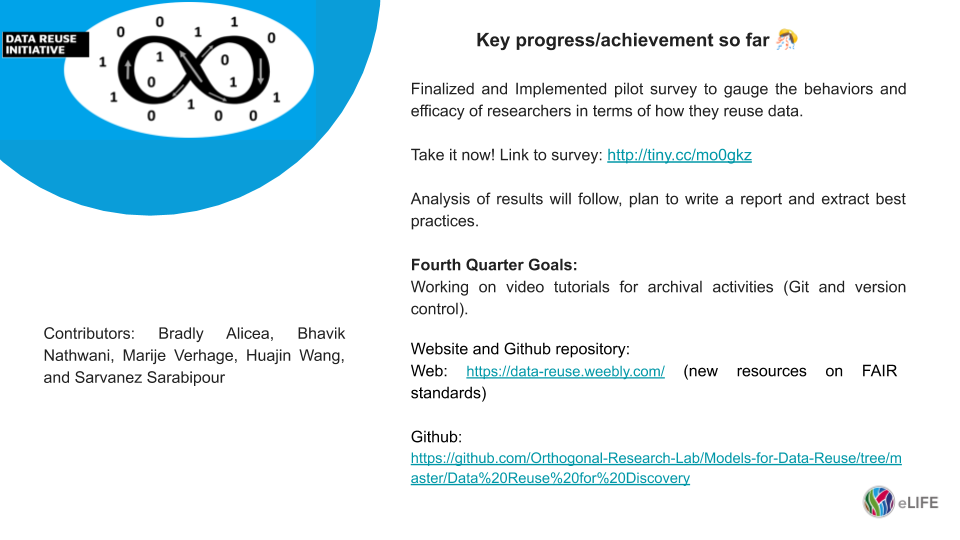 DATA REUSE
INITIATIVE
0 0 1 1 0
1 1 0
0 1
1 1
0 1 0 0
Key progress/achievement so far
Finalized and Implemented pilot survey to gauge the behaviors and
efficacy of researchers in terms of how they reuse data.
Take it now! Link to survey: http://tiny.cc/mo0gkz
Analysis of results will follow, plan to write a report and extract best
practices.
Fourth Quarter Goals:
Working on video tutorials for archival activities (Git and version
control).
Contributors: Bradly Alicea, Bhavik
Nathwani, Marije Verhage, Huajin Wang,
and Sarvanez Sarabipour
Website and Github repository:
Web: https://data-reuse.weebly.com/ (new resources on FAIR
standards)
Github:
https://github.com/Orthogonal-Research-Lab/Models-for-Data-Reuse/tree/m
aster/Data%20Reuse%20for%20Discovery
eLIFE